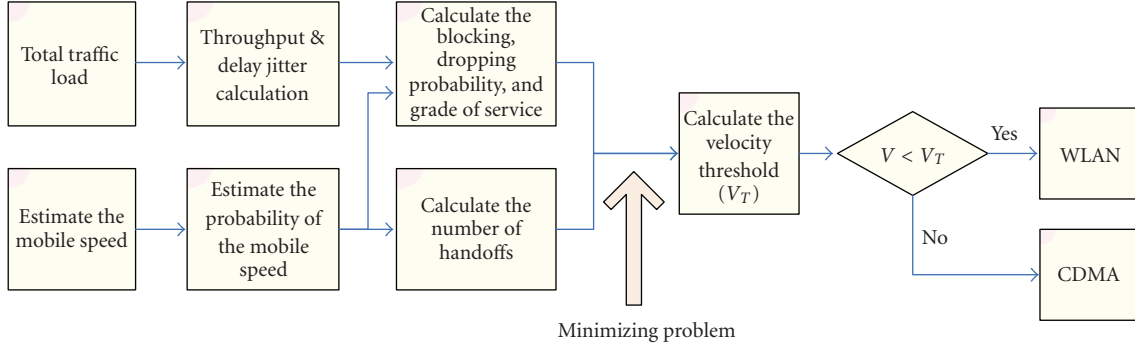 Total traffic
load
Throughput &
delay jitter
calculation
Calculate the
blocking,
dropping
probability, and
grade of service
Estimate the
mobile speed
Estimate the
probability of
the mobile
speed
Calculate the
number of
handoffs
Minimizing problem
Calculate the
velocity
threshold
(V_T)
V < V_T
Yes
No
WLAN
CDMA